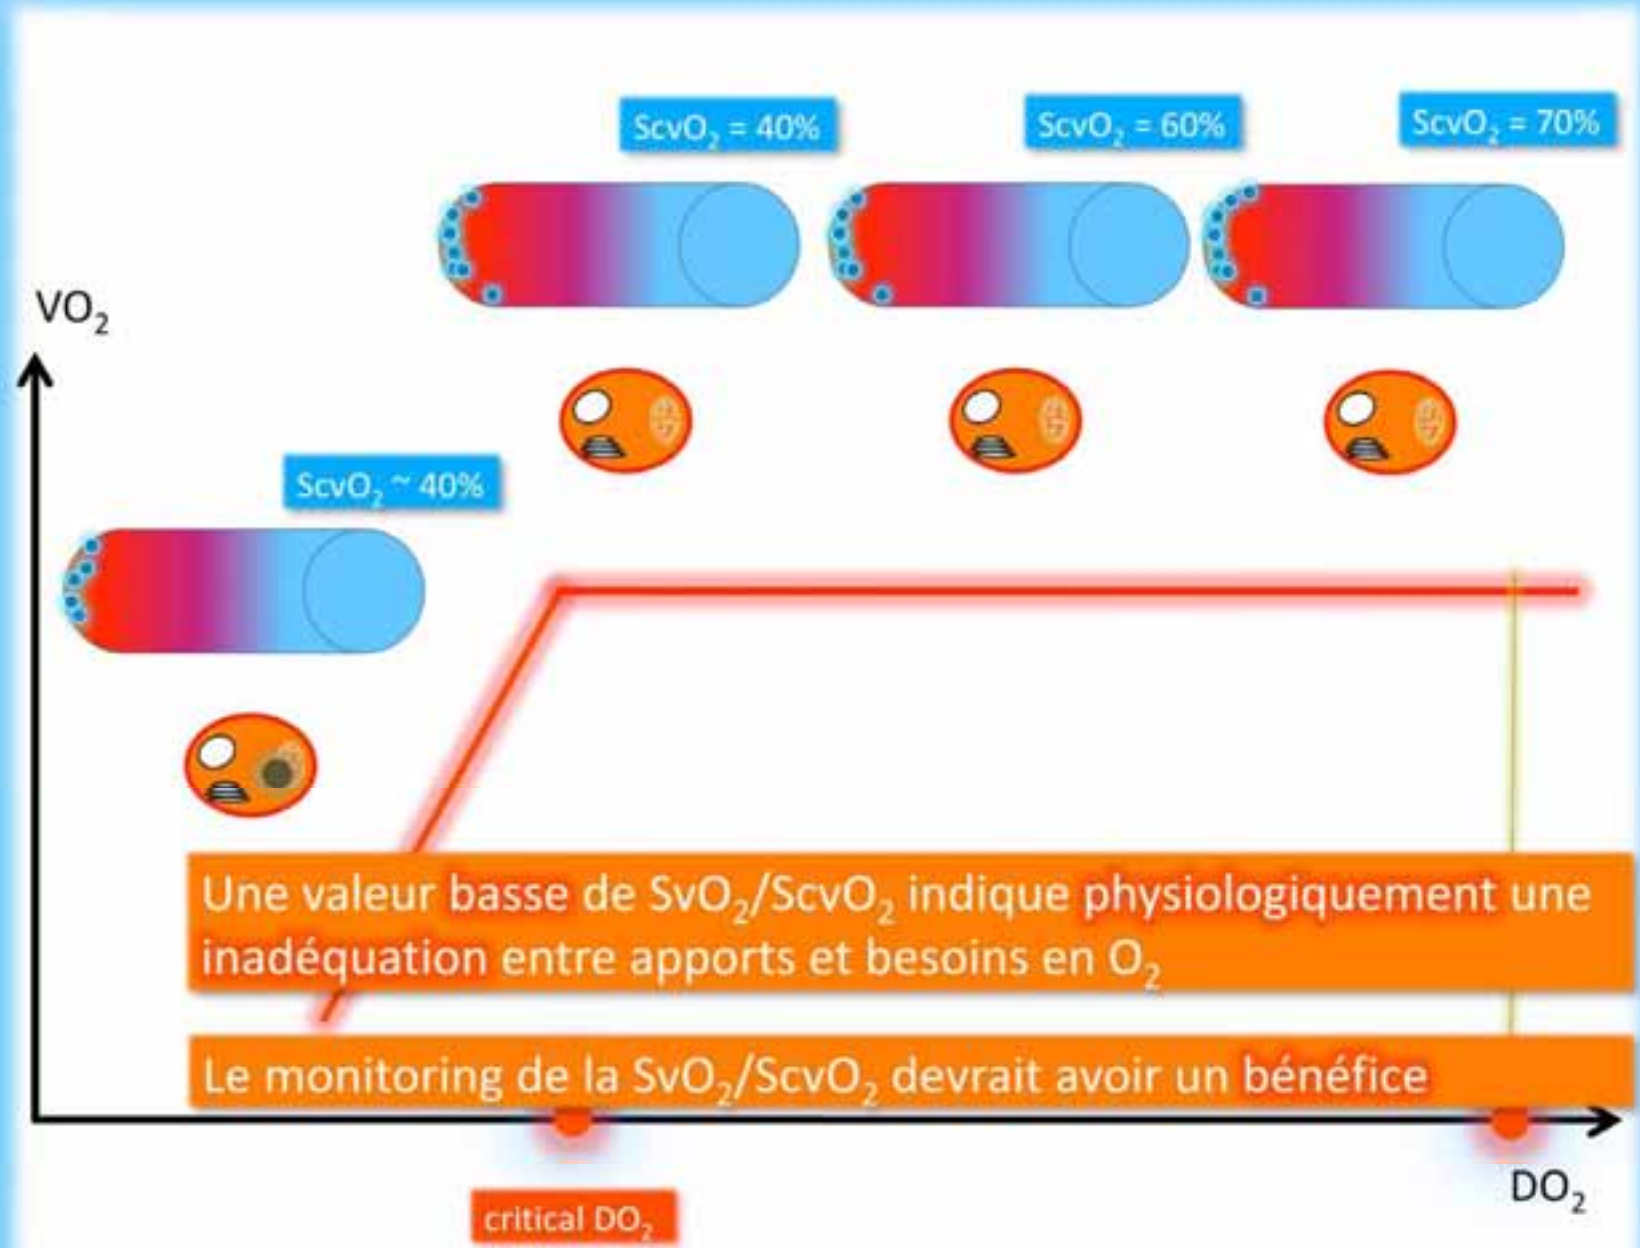 ScvO₂ = 40%
ScvO₂ = 60%
ScvO₂ = 70%
VO₂
ScvO₂ ~ 40%
Une valeur basse de SvO₂/ScvO₂ indique physiologiquement une
inadéquation entre apports et besoins en O₂
Le monitoring de la SvO₂/ScvO₂ devrait avoir un bénéfice
DO₂
critical DO₂